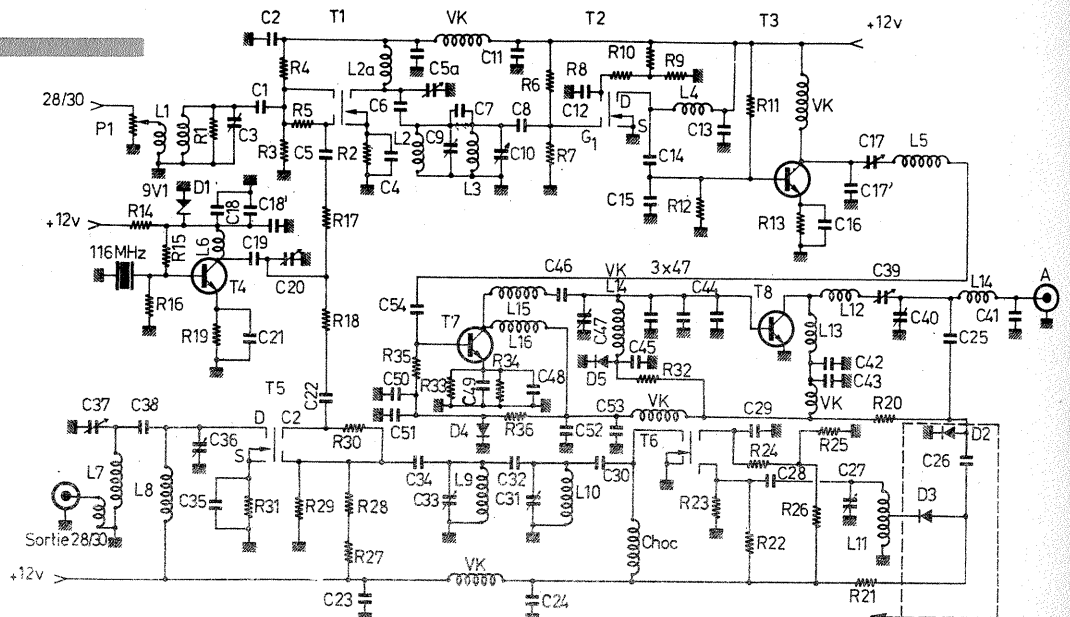 C2 T1 VK T2 T3 +12v
R4 L2a C11 R10 R9
C5a R6 R8 D L4 R11 VK
28/30 C1 R5 C6 C7 C8 C12 S C13
P1 L1 R1 C3 L2 C9 C10 G1 C17 L5
R3 C5 R2 C4 L3 R7 C14 C17'
9V1 D1 C15 R12 R13 C16
+12v R14 C18 C18' R17
116MHz R15 L6 C19 C20
T4 C46 VK 3x47 C39 L14 A
R16 C54 L15 L14 C44 T8 L12
R19 C21 R18 T7 L16 C47 L13 C40 C41
R35 R34 D5 C45 R32 C25
C50 R33 C49 C48 C42
T5 C22 C51 VK C43
C37 C38 D C2 D4 R36 C53 VK R20
C36 R30 C52 T6 C29 R25 D2
L7 L8 S C34 C32 C30 R24 C28 C27 C26
C35 R31 R29 R28 C33 L9 C31 L10 R23 R26 D3
Sortie 28/30 R27 Choc R22 L11
+12v VK R21
C23 C24